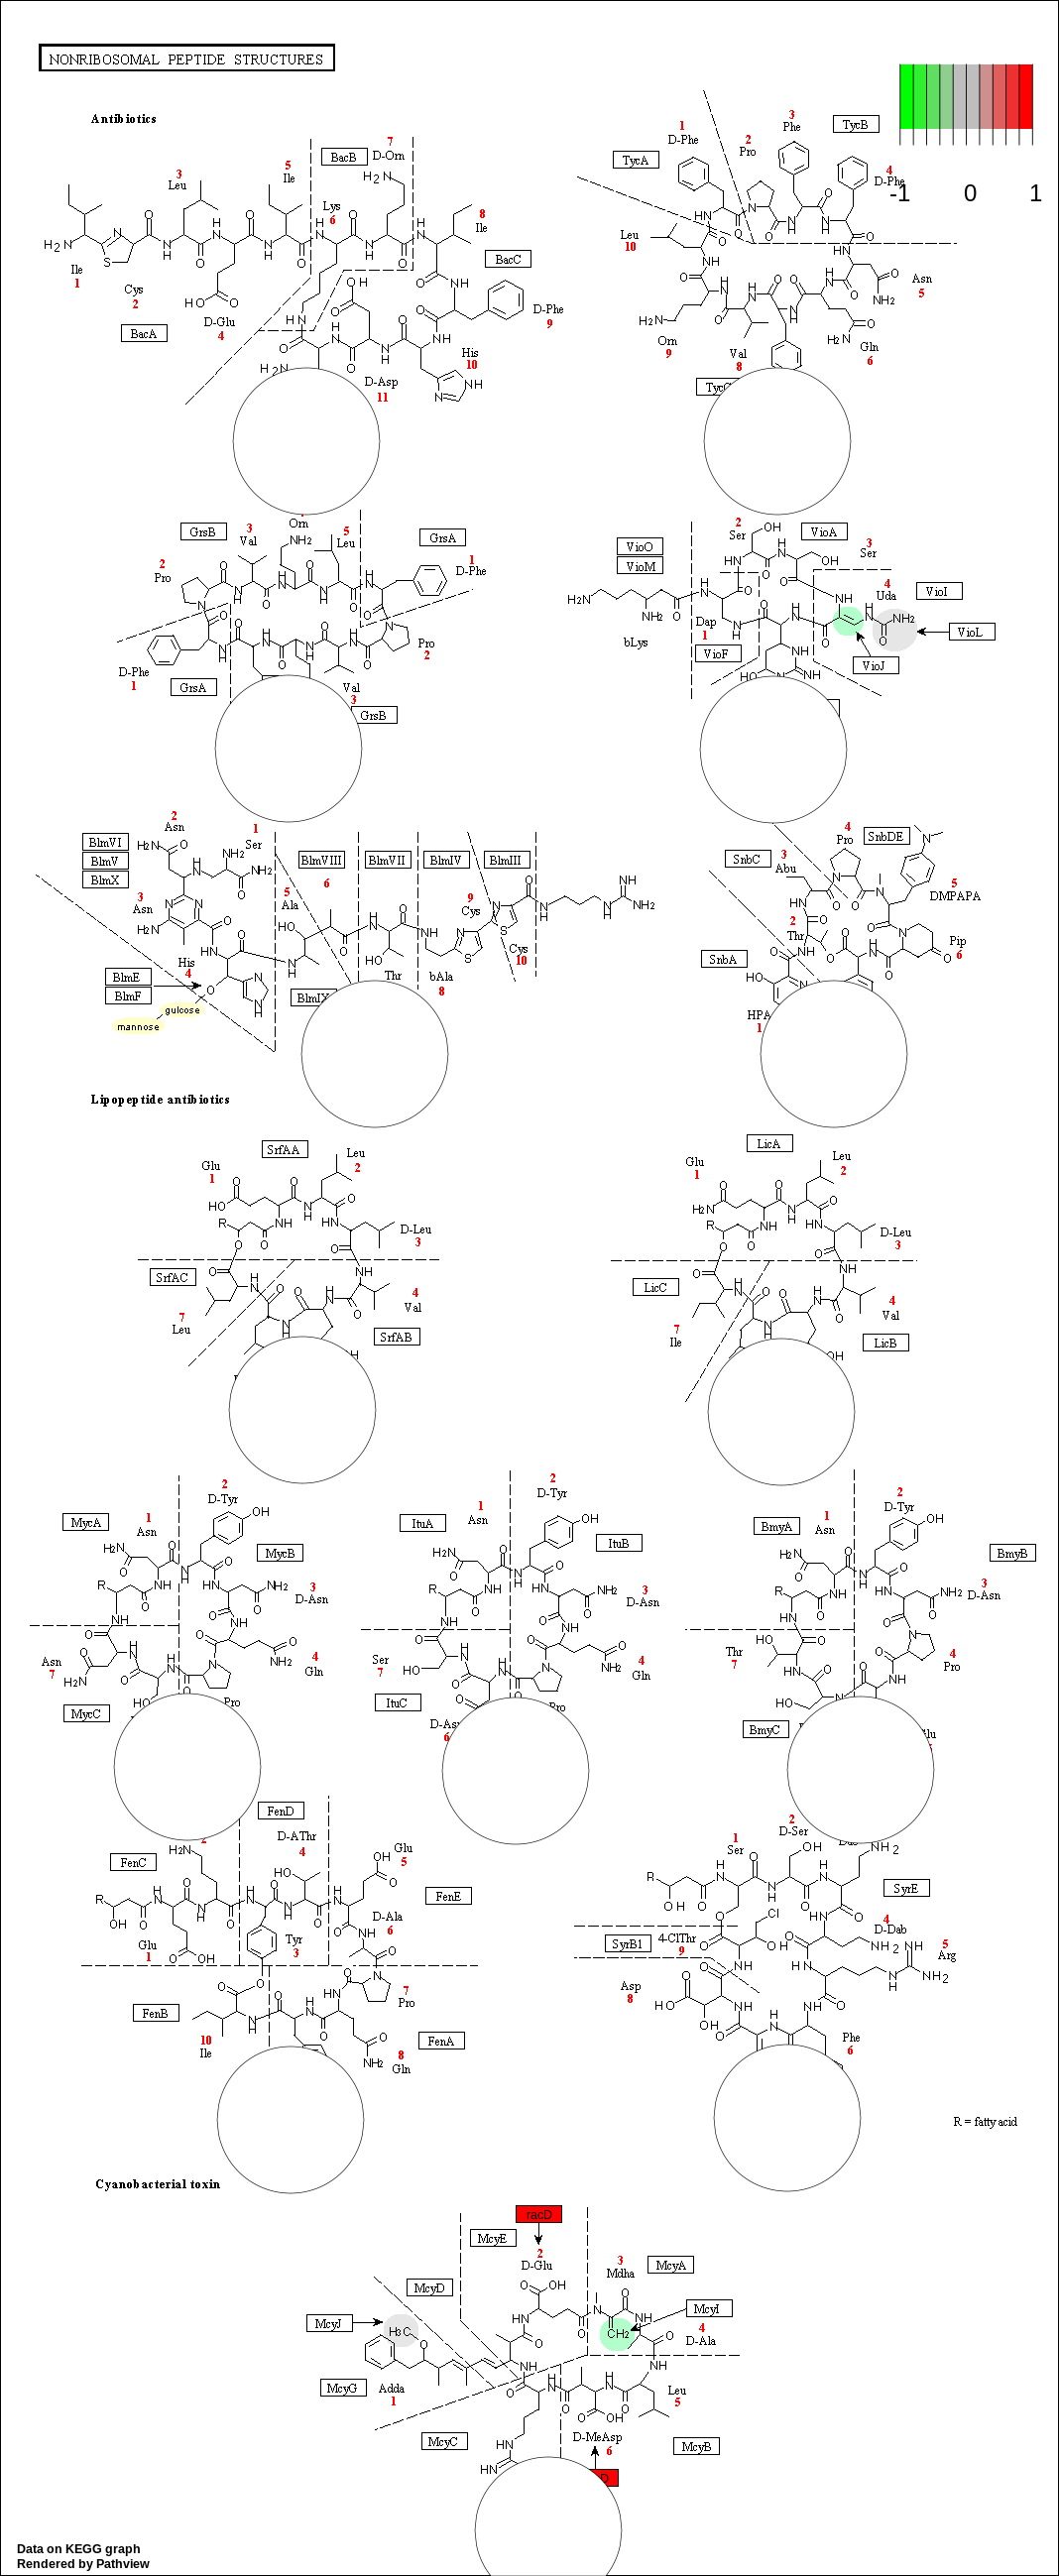 NONRIBOSOMAL PEPTIDE STRUCTURES
-1 0 1
Antibiotics
Ile
1
Cys
2
BacA
3
Leu
D-Glu
4
5
Ile
Lys
6
BacB
7
D-Orn
8
Ile
BacC
D-Phe
9
His
10
D-Asp
11
H2N
OH
HO
NH
TycA
1
D-Phe
2
Pro
3
Phe
TycB
4
D-Phe
Asn
5
Gln
6
Val
8
Orn
9
Leu
10
NH2
H2N
GrsB
2
Pro
3
Val
Orn
5
Leu
GrsA
1
D-Phe
Pro
2
Val
3
GrsB
D-Phe
1
GrsA
VioO
VioM
bLys
Dap
1
VioF
2
Ser
VioA
3
Ser
4
Uda
VioI
VioL
VioJ
BlmVI
BlmV
BlmX
2
Asn
1
Ser
3
Asn
His
4
BlmE
BlmF
gulcose
mannose
5
Ala
BlmVIII
6
BlmVII
Thr
BlmIV
bAla
8
9
Cys
BlmIII
Cys
10
BlmIX
SnbC
3
Abu
4
Pro
SnbDE
5
DMPAPA
Pip
6
2
Thr
SnbA
HPA
1
Lipopeptide antibiotics
SrfAA
Glu
1
Leu
2
D-Leu
3
4
Val
SrfAB
SrfAC
7
Leu
LicA
Glu
1
Leu
2
D-Leu
3
4
Val
LicB
LicC
7
Ile
MycA
1
Asn
2
D-Tyr
MycB
3
D-Asn
4
Gln
Pro
Asn
7
MycC
ItuA
1
Asn
2
D-Tyr
ItuB
3
D-Asn
4
Gln
Pro
Ser
7
ItuC
6
BmyA
1
Asn
2
D-Tyr
BmyB
3
D-Asn
4
Pro
Thr
7
BmyC
FenC
FenD
D-AThr
4
Glu
5
FenE
D-Ala
6
Tyr
3
Glu
1
7
Pro
FenA
8
Gln
FenB
10
Ile
1
Ser
2
D-Ser
SyrE
4
D-Dab
5
Arg
SyrB1
4-ClThr
9
Asp
8
Phe
6
R = fatty acid
Cyanobacterial toxin
racD
McyE
2
D-Glu
3
Mdha
McyA
McyD
McyJ
McyI
4
D-Ala
H3C
CH2
McyG
Adda
1
Leu
5
McyC
D-MeAsp
6
McyB
Data on KEGG graph
Rendered by Pathview